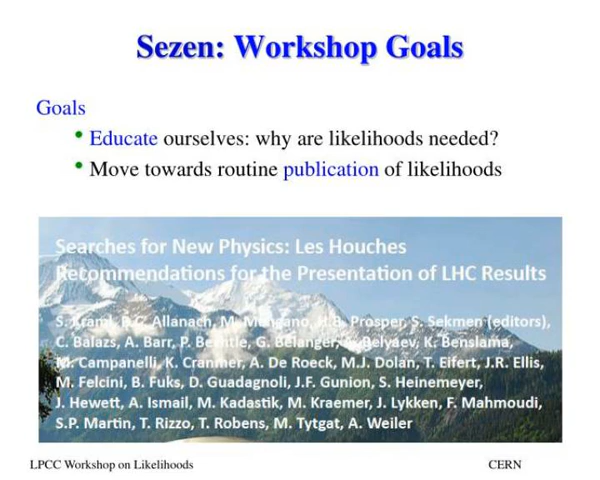 Sezen: Workshop Goals
Goals
• Educate ourselves: why are likelihoods needed?
• Move towards routine publication of likelihoods
Searches for New Physics: Les Houches
Recommendations for the Presentation of LHC Results
S. Kraml, B.C. Allanach, M. Mangano, H.B. Prosper, S. Sekmen (editors),
C. Balazs, A. Barr, P. Bechtle, G. Belanger, A. Belyaev, K. Benslama,
M. Campanelli, K. Cranmer, A. De Roeck, M.J. Dolan, T. Eifert, J.R. Ellis,
M. Felcini, B. Fuks, D. Guadagnoli, J.F. Gunion, S. Heinemeyer,
J. Hewett, A. Ismail, M. Kadastik, M. Kraemer, J. Lykken, F. Mahmoudi,
S.P. Martin, T. Rizzo, T. Robens, M. Tytgat, A. Weiler
LPCC Workshop on Likelihoods
CERN